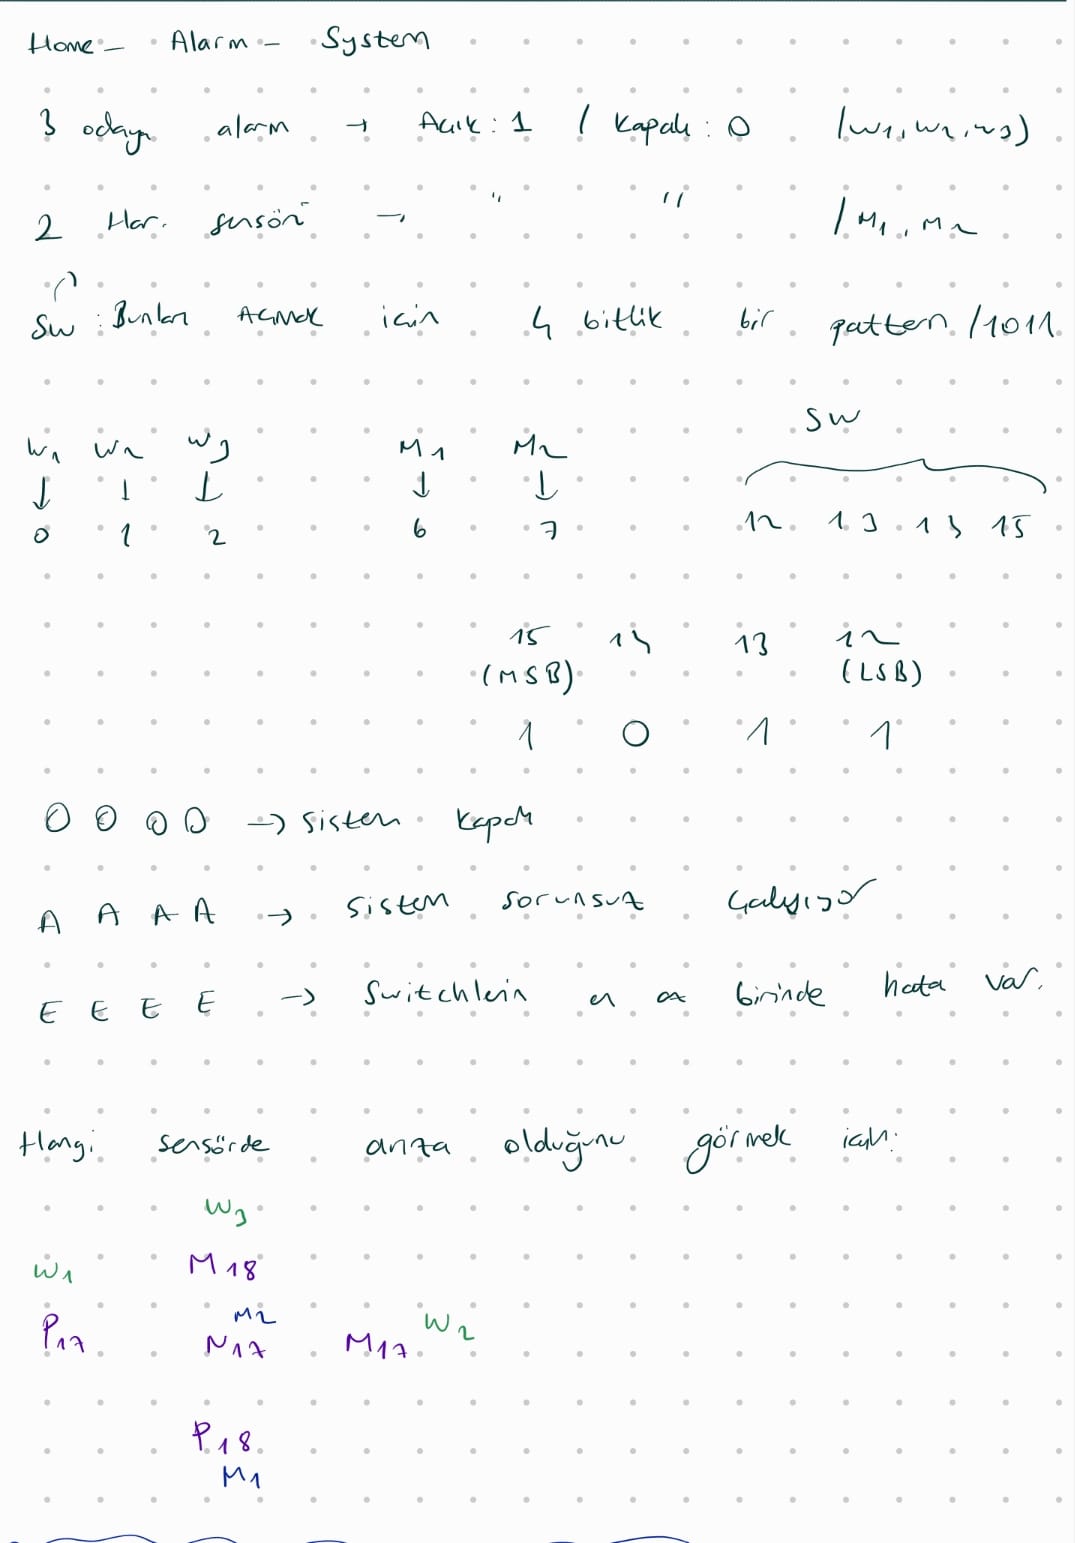 Home - Alarm - System
3 odaya alarm → Açık : 1 / Kapalı : 0 / w1, w2, w3)
2 Har. sensör → " " / M1, M2
SW : Bunları Açmak için 4 bitlik bir pattern / 1011
SW
W1 W2 W3 M1 M2
↓ ↓ ↓ ↓ ↓
0 1 2 6 7 12 13 14 15
15 14 13 12
(MSB) (LSB)
1 0 1 1
0 0 0 0 → sistem kapalı
A A A A → sistem sorunsuz çalışıyor
E E E E → Switchlerin en az birinde hata var.
Hangi sensörde arıza olduğunu görmek için:
W3
W1 M18
M2 W2
P17 N17 M17
P18
M1